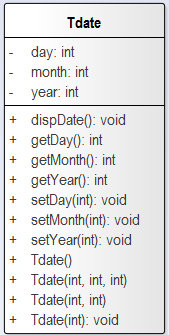 Tdate
- day: int
- month: int
- year: int
+ dispDate(): void
+ getDay(): int
+ getMonth(): int
+ getYear(): int
+ setDay(int): void
+ setMonth(int): void
+ setYear(int): void
+ Tdate()
+ Tdate(int, int, int)
+ Tdate(int, int)
+ Tdate(int): void